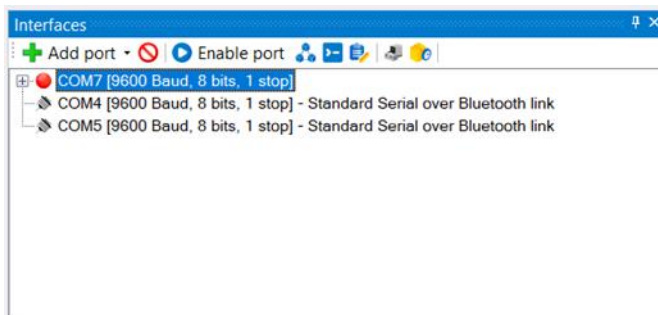 Interfaces
Add port Enable port
COM7 [9600 Baud, 8 bits, 1 stop]
COM4 [9600 Baud, 8 bits, 1 stop] - Standard Serial over Bluetooth link
COM5 [9600 Baud, 8 bits, 1 stop] - Standard Serial over Bluetooth link